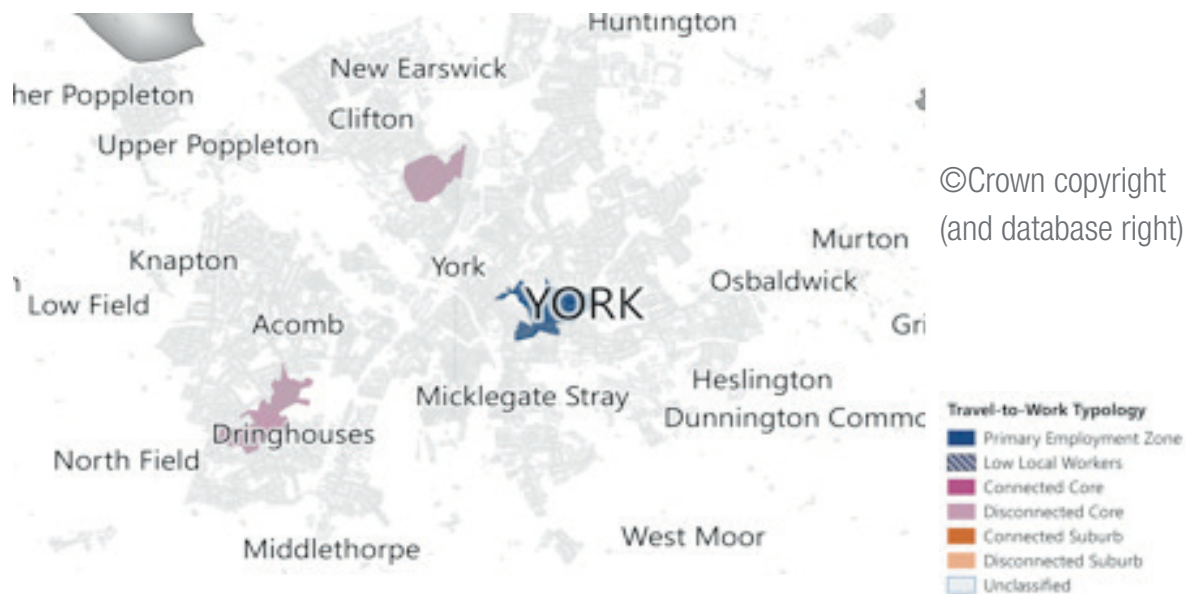 Huntington
New Earswick
her Poppleton
Clifton
Upper Poppleton
©Crown copyright
(and database right)
Murton
Knapton
York
Osbaldwick
n
Low Field
YORK
Acomb
Gri
Heslington
Micklegate Stray
Dunnington Commo
Dringhouses
North Field
West Moor
Middlethorpe
Travel-to-Work Typology
Primary Employment Zone
Low Local Workers
Connected Core
Disconnected Core
Connected Suburb
Disconnected Suburb
Unclassified